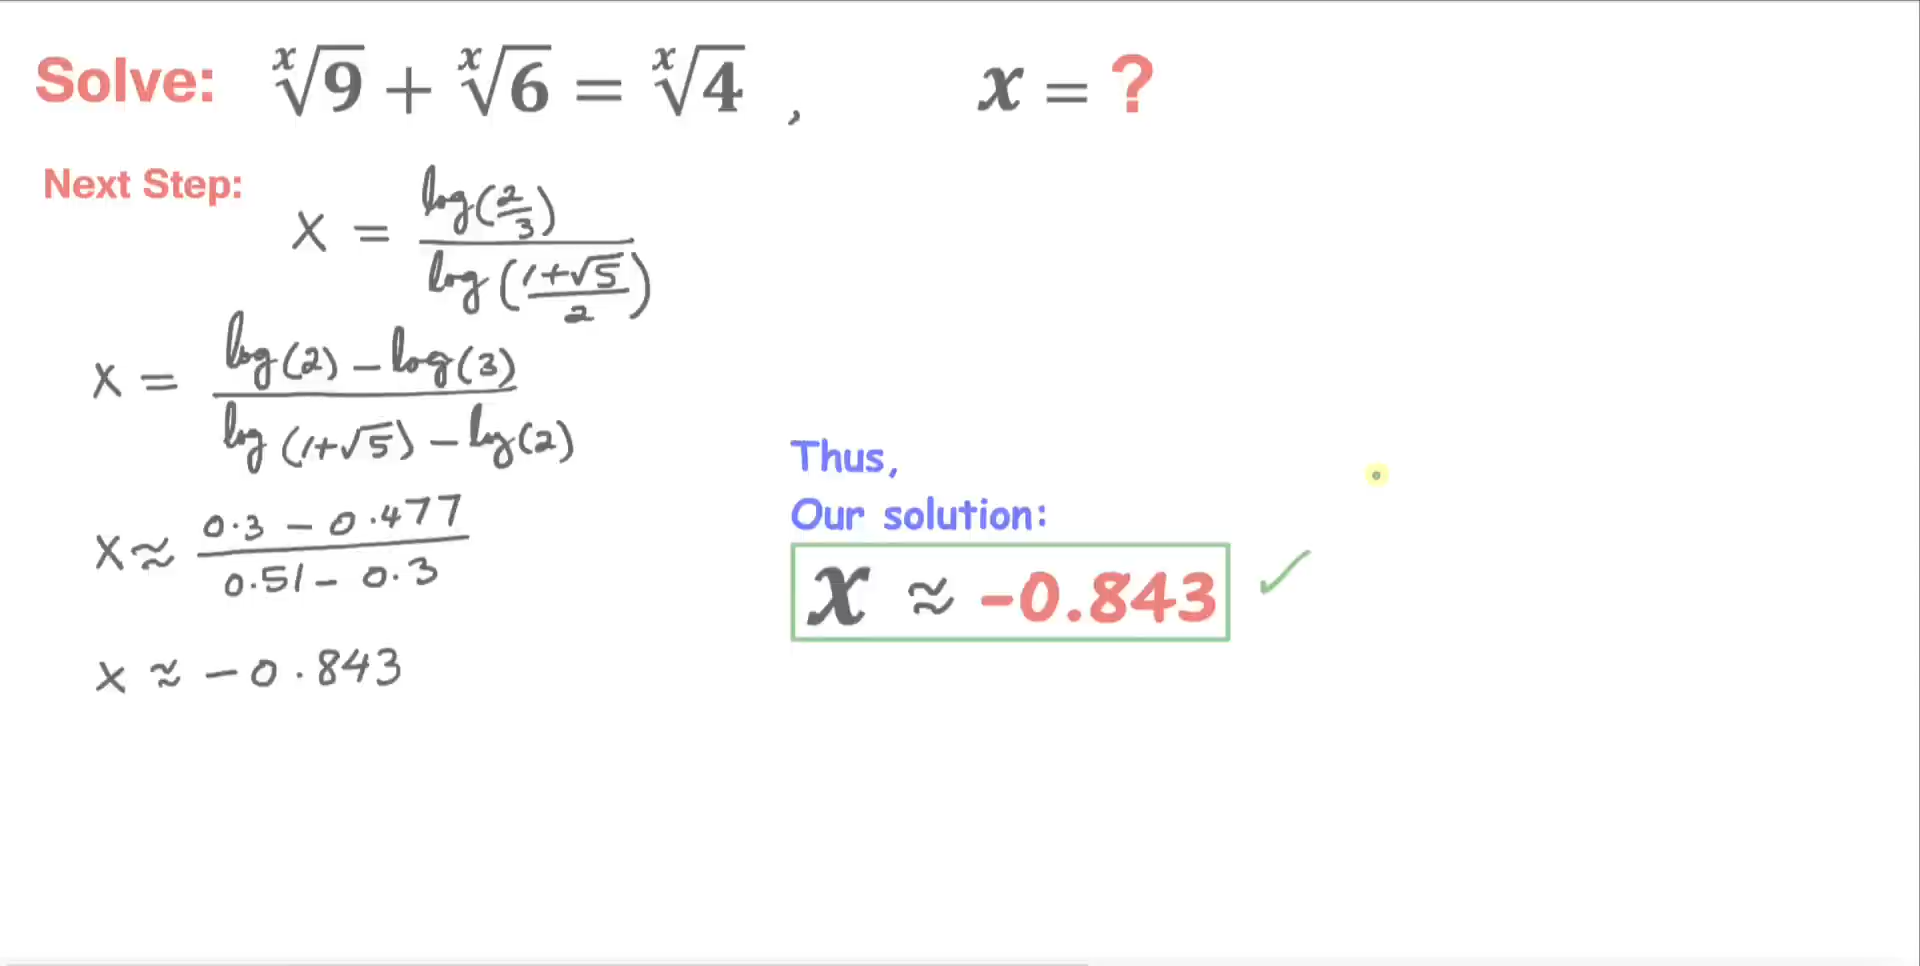 Solve: ˣ√9 + ˣ√6 = ˣ√4 , x = ?
Next Step:
x = log(2/3) / log((1+√5)/2)
x = (log(2) – log(3)) / (log(1+√5) – log(2))
x ≈ (0.3 – 0.477) / (0.51 – 0.3)
x ≈ –0.843
Thus,
Our solution:
x ≈ -0.843 ✓